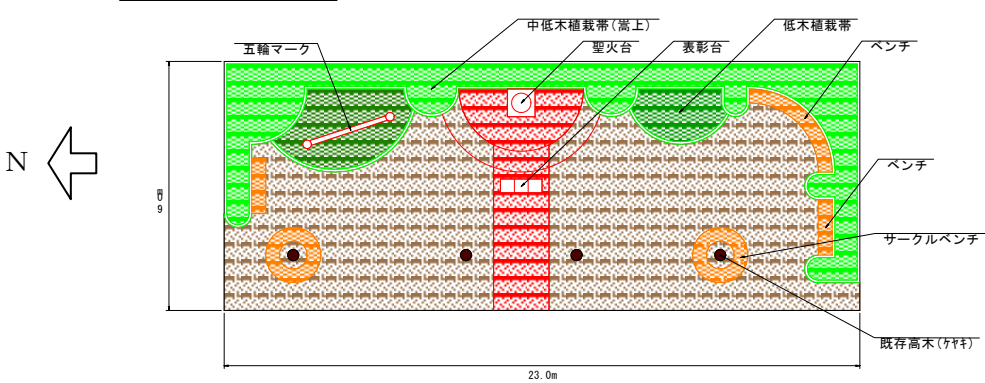 中低木植栽帯(嵩上)
低木植栽帯
五輪マーク
聖火台
表彰台
ベンチ
N
ベンチ
サークルベンチ
既存高木(ｹﾔｷ)
23.0m